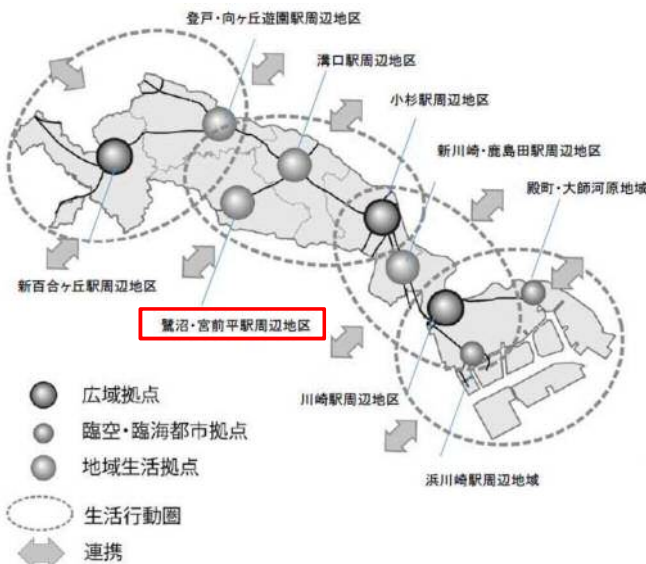 登戸・向ヶ丘遊園駅周辺地区
溝口駅周辺地区
小杉駅周辺地区
新川崎・鹿島田駅周辺地区
殿町・大師河原地域
新百合ヶ丘駅周辺地区
鷺沼・宮前平駅周辺地区
川崎駅周辺地区
浜川崎駅周辺地域
広域拠点
臨空・臨海都市拠点
地域生活拠点
生活行動圏
連携